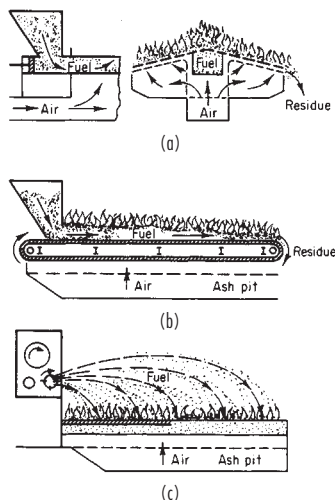 Fuel
Air
Fuel
Air
Residue
(a)
Fuel
Residue
Air
Ash pit
(b)
Fuel
Air
Ash pit
(c)